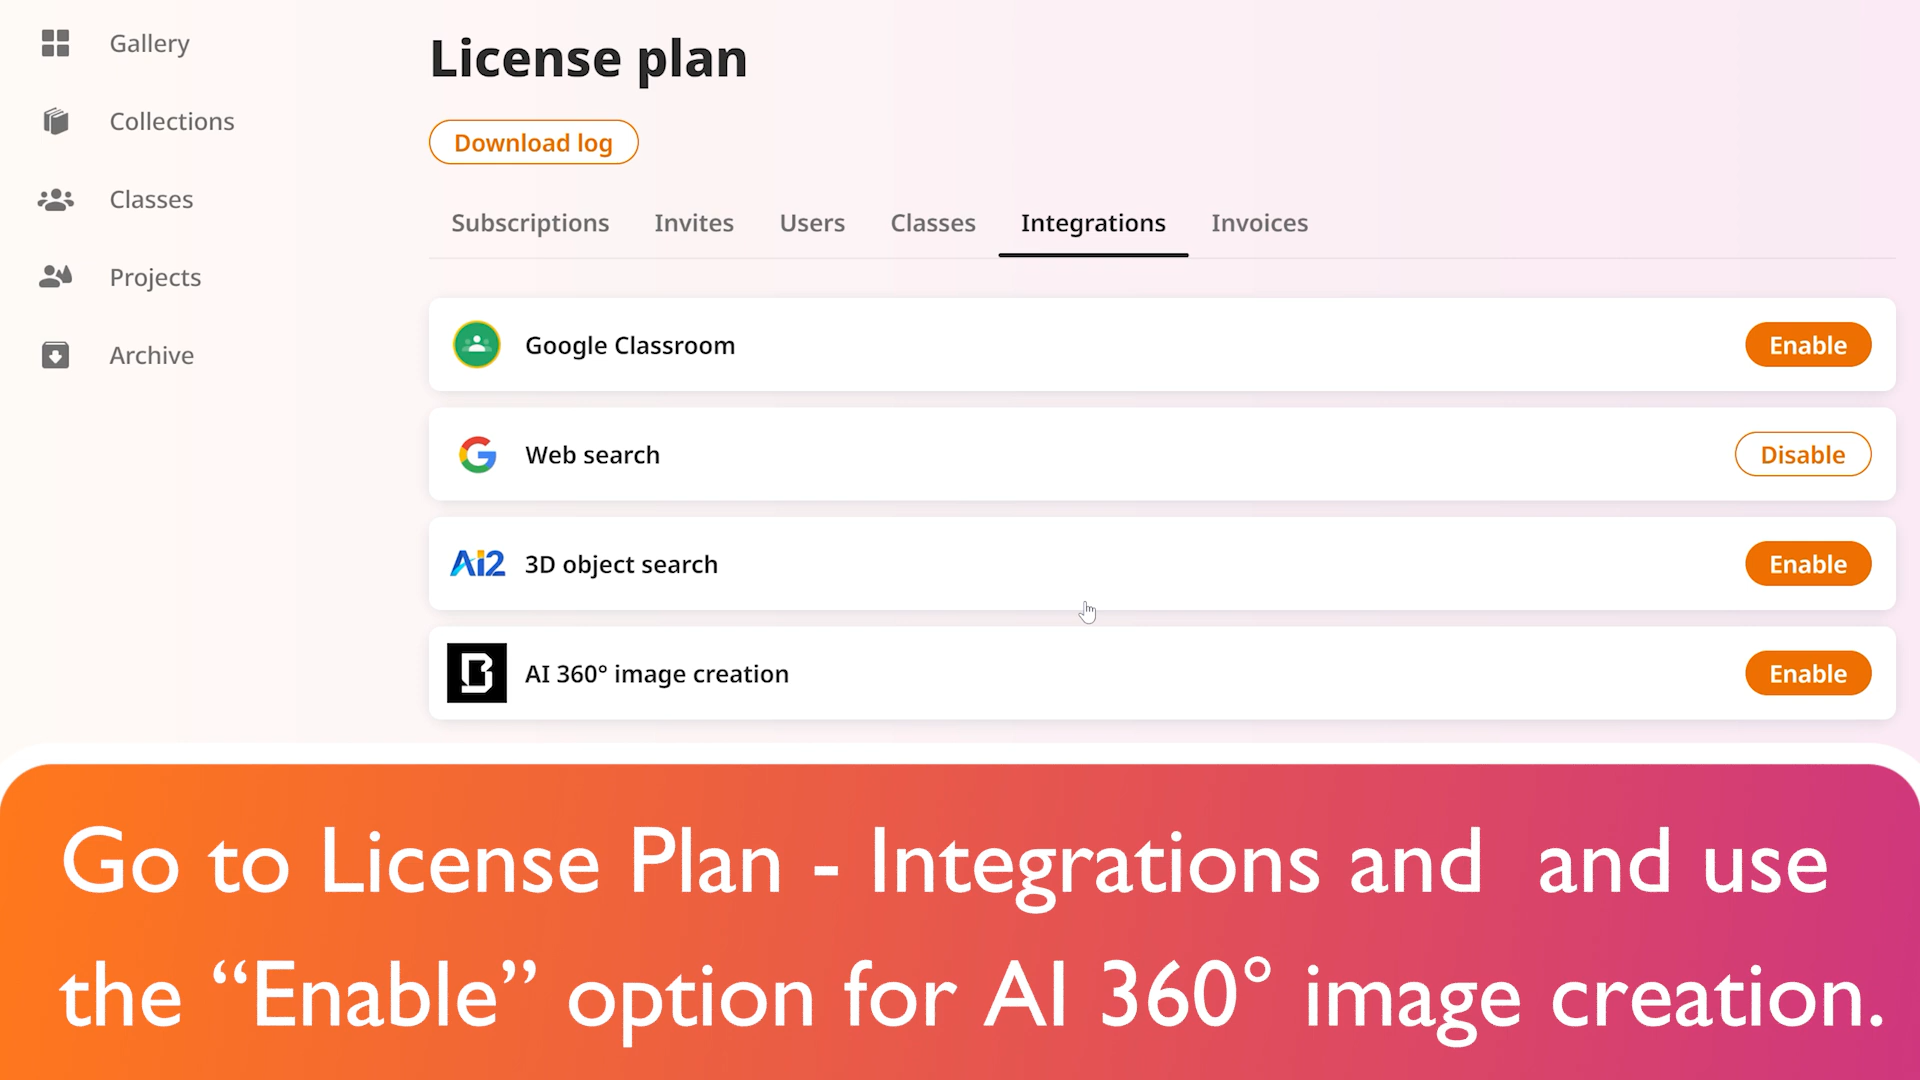 Gallery
Collections
Classes
Projects
Archive
License plan
Download log
Subscriptions Invites Users Classes Integrations Invoices
Google Classroom Enable
Web search Disable
Ai2 3D object search Enable
B AI 360° image creation Enable
Go to License Plan - Integrations and  and use
the “Enable” option for AI 360° image creation.